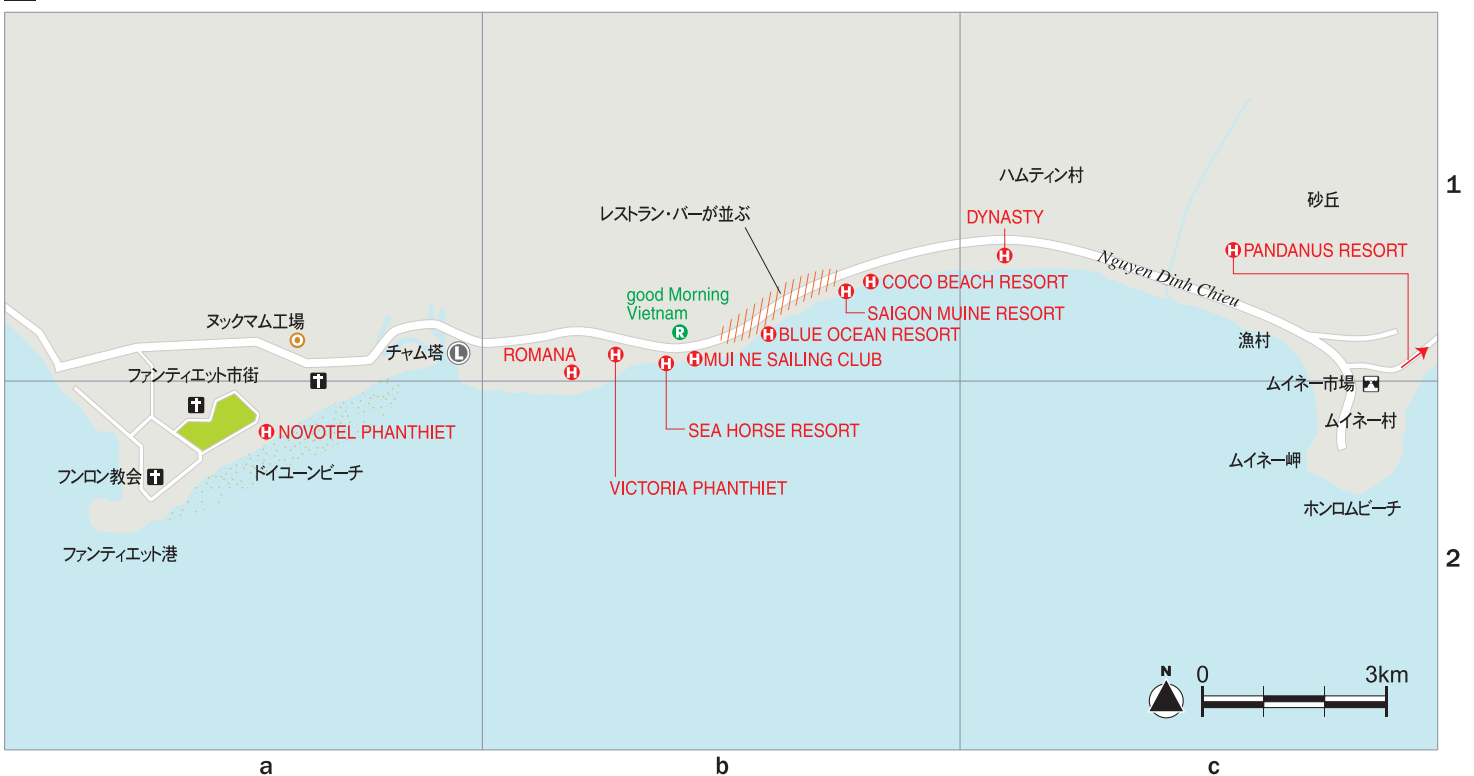 ハムティン村
砂丘
1
レストラン・バーが並ぶ
DYNASTY
H
H PANDANUS RESORT
Nguyen Dinh Chieu
H COCO BEACH RESORT
H
SAIGON MUINE RESORT
good Morning
Vietnam
R
H BLUE OCEAN RESORT
ヌックマム工場
漁村
チャム塔 L
ROMANA
H
H
H
H MUI NE SAILING CLUB
ファンティエット市街
ムイネー市場
ムイネー村
H NOVOTEL PHANTHIET
SEA HORSE RESORT
ドイユーンビーチ
フンロン教会
ムイネー岬
VICTORIA PHANTHIET
ホンロムビーチ
ファンティエット港
2
N
0
3km
a
b
c